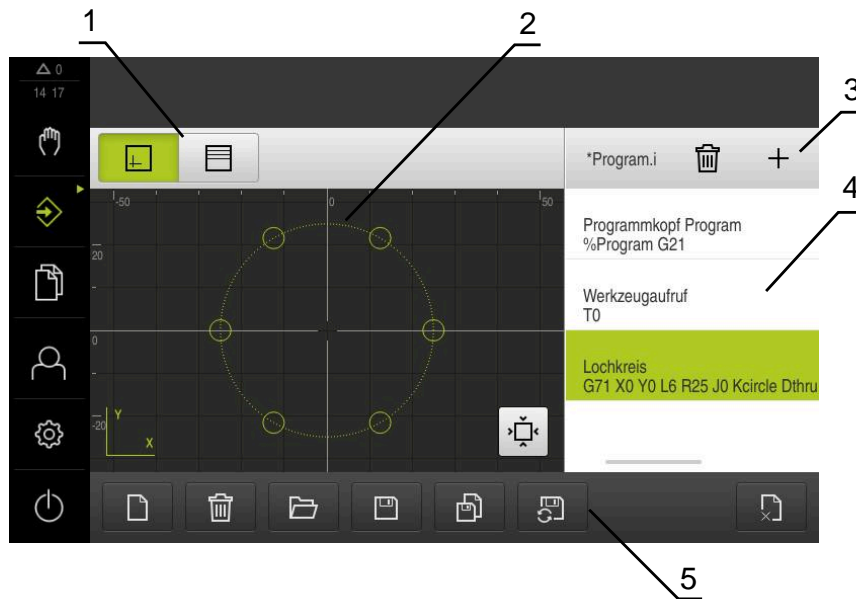 1
2
3
4
5
0
14 17
*Program.i
-50
0
50
20
0
-20
Y
X
Programmkopf Program
%Program G21
Werkzeugaufruf
T0
Lochkreis
G71 X0 Y0 L6 R25 J0 Kcircle Dthru